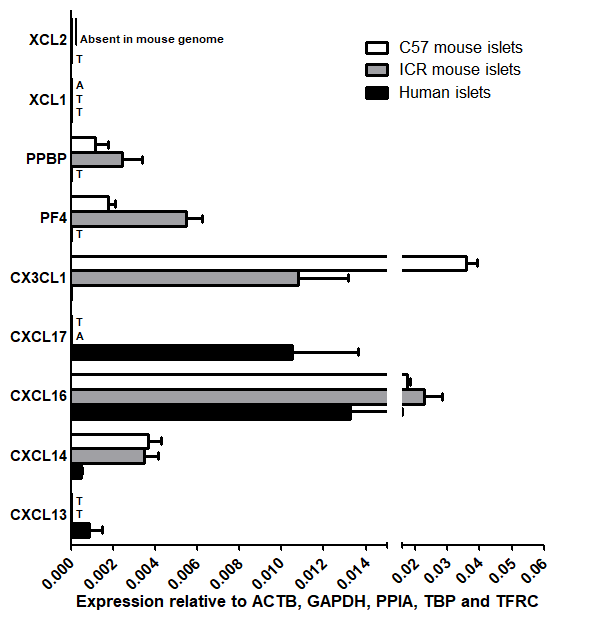 XCL2
Absent in mouse genome
T
C57 mouse islets
ICR mouse islets
Human islets
XCL1
A
T
T
PPBP
T
PF4
T
CX3CL1
CXCL17
T
A
CXCL16
CXCL14
CXCL13
T
T
0.000
0.002
0.004
0.006
0.008
0.010
0.012
0.014
0.02
0.03
0.04
0.05
0.06
Expression relative to ACTB, GAPDH, PPIA, TBP and TFRC